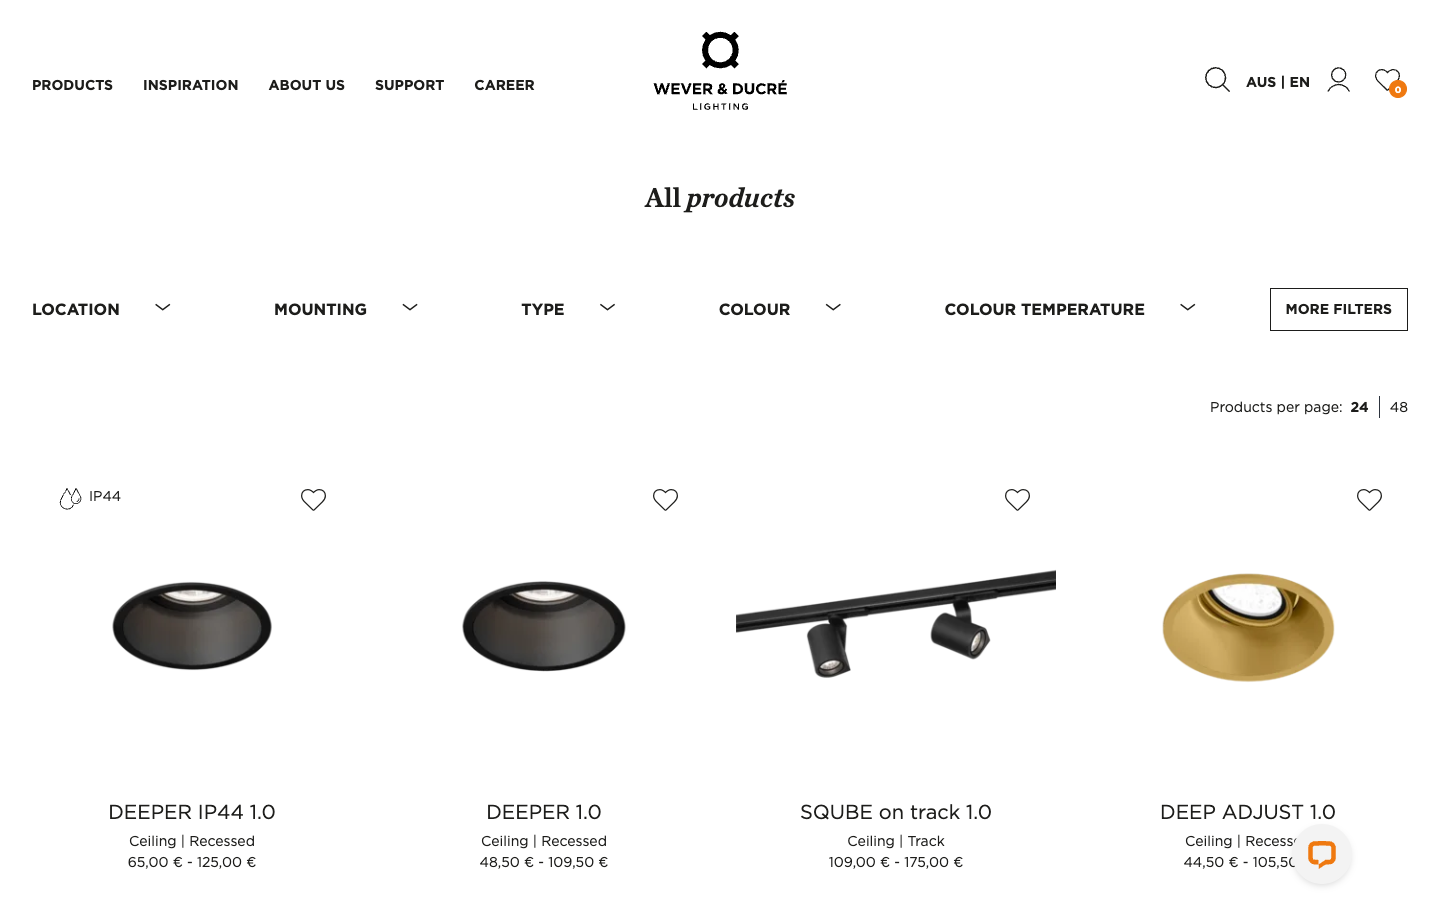 PRODUCTS INSPIRATION ABOUT US SUPPORT CAREER
WEVER & DUCRÉ
LIGHTING
AUS | EN
0
All products
LOCATION MOUNTING TYPE COLOUR COLOUR TEMPERATURE MORE FILTERS
Products per page: 24 48
IP44
DEEPER IP44 1.0
Ceiling | Recessed
65,00 € - 125,00 €
DEEPER 1.0
Ceiling | Recessed
48,50 € - 109,50 €
SQUBE on track 1.0
Ceiling | Track
109,00 € - 175,00 €
DEEP ADJUST 1.0
Ceiling |
44,50 € -